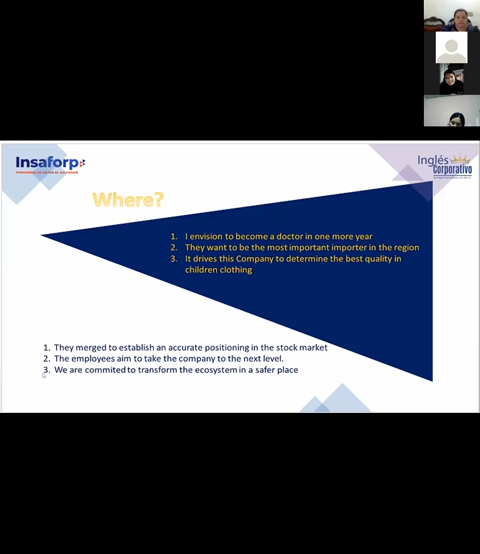 Insaforp
Inglés
Corporativo
Where?
1. I envision to become a doctor in one more year
2. They want to be the most important importer in the region
3. It drives this Company to determine the best quality in
children clothing
1. They merged to establish an accurate positioning in the stock market
2. The employees aim to take the company to the next level.
3. We are commited to transform the ecosystem in a safer place